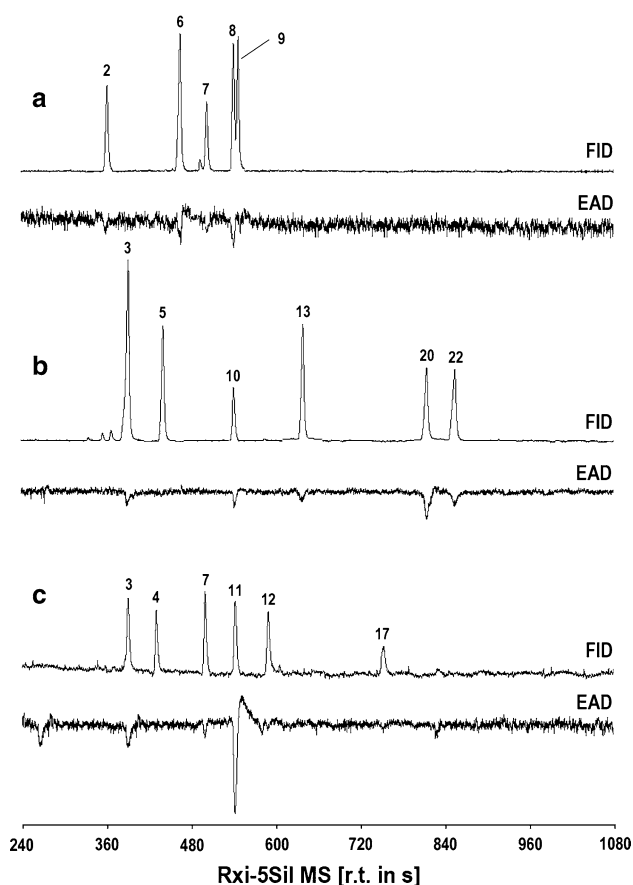 2 6 7 8 9
a
FID
EAD
3 5 10 13 20 22
b
FID
EAD
3 4 7 11 12 17
c
FID
EAD
240 360 480 600 720 840 960 1080
Rxi-5Sil MS [r.t. in s]